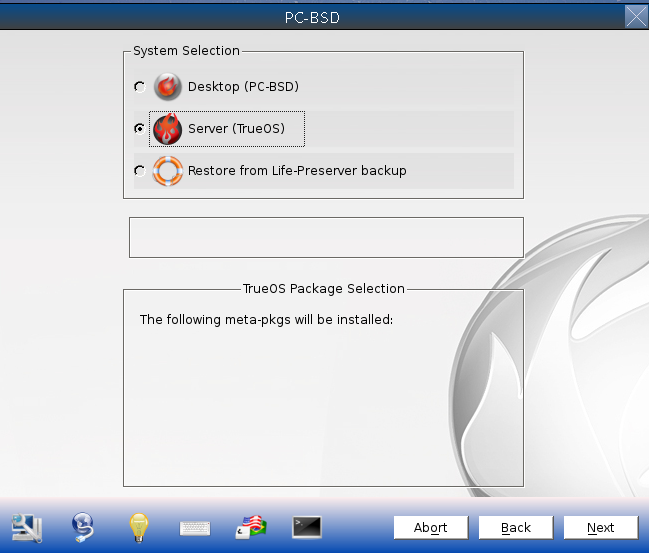 PC-BSD
System Selection
Desktop (PC-BSD)
Server (TrueOS)
Restore from Life-Preserver backup
TrueOS Package Selection
The following meta-pkgs will be installed:
>_
Abort
Back
Next